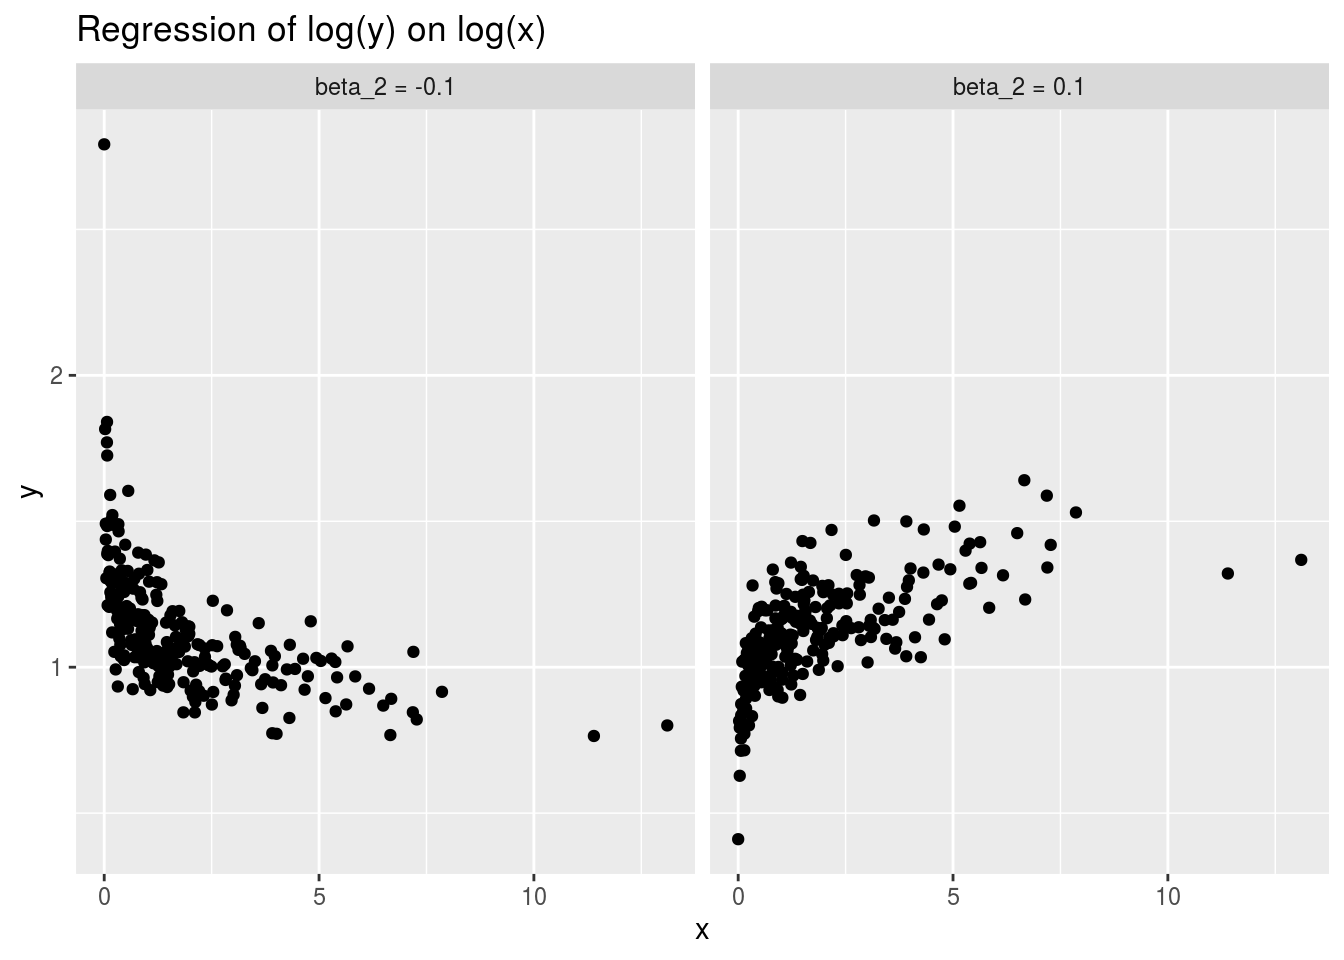 Regression of log(y) on log(x)
beta_2 = -0.1
beta_2 = 0.1
2
1
y
0
5
10
0
5
10
x